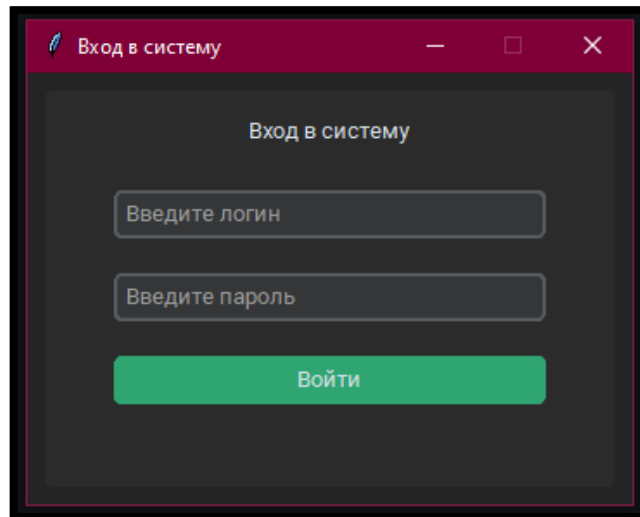 Вход в систему
Вход в систему
Введите логин
Введите пароль
Войти